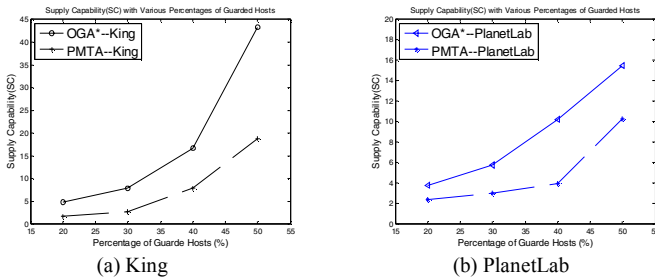 Supply Capability(SC) with Various Percentages of Guarded Hosts
OGA*--King
PMTA--King
Supply Capability(SC)
45
40
35
30
25
20
15
10
5
0
15 20 25 30 35 40 45 50 55
Percentage of Guarde Hosts (%)
(a) King
Supply Capability(SC) with Various Percentages of Guarded Hosts
OGA*--PlanetLab
PMTA--PlanetLab
Supply Capability(SC)
20
18
16
14
12
10
8
6
4
2
0
15 20 25 30 35 40 45 50 55
Percentage of Guarde Hosts (%)
(b) PlanetLab